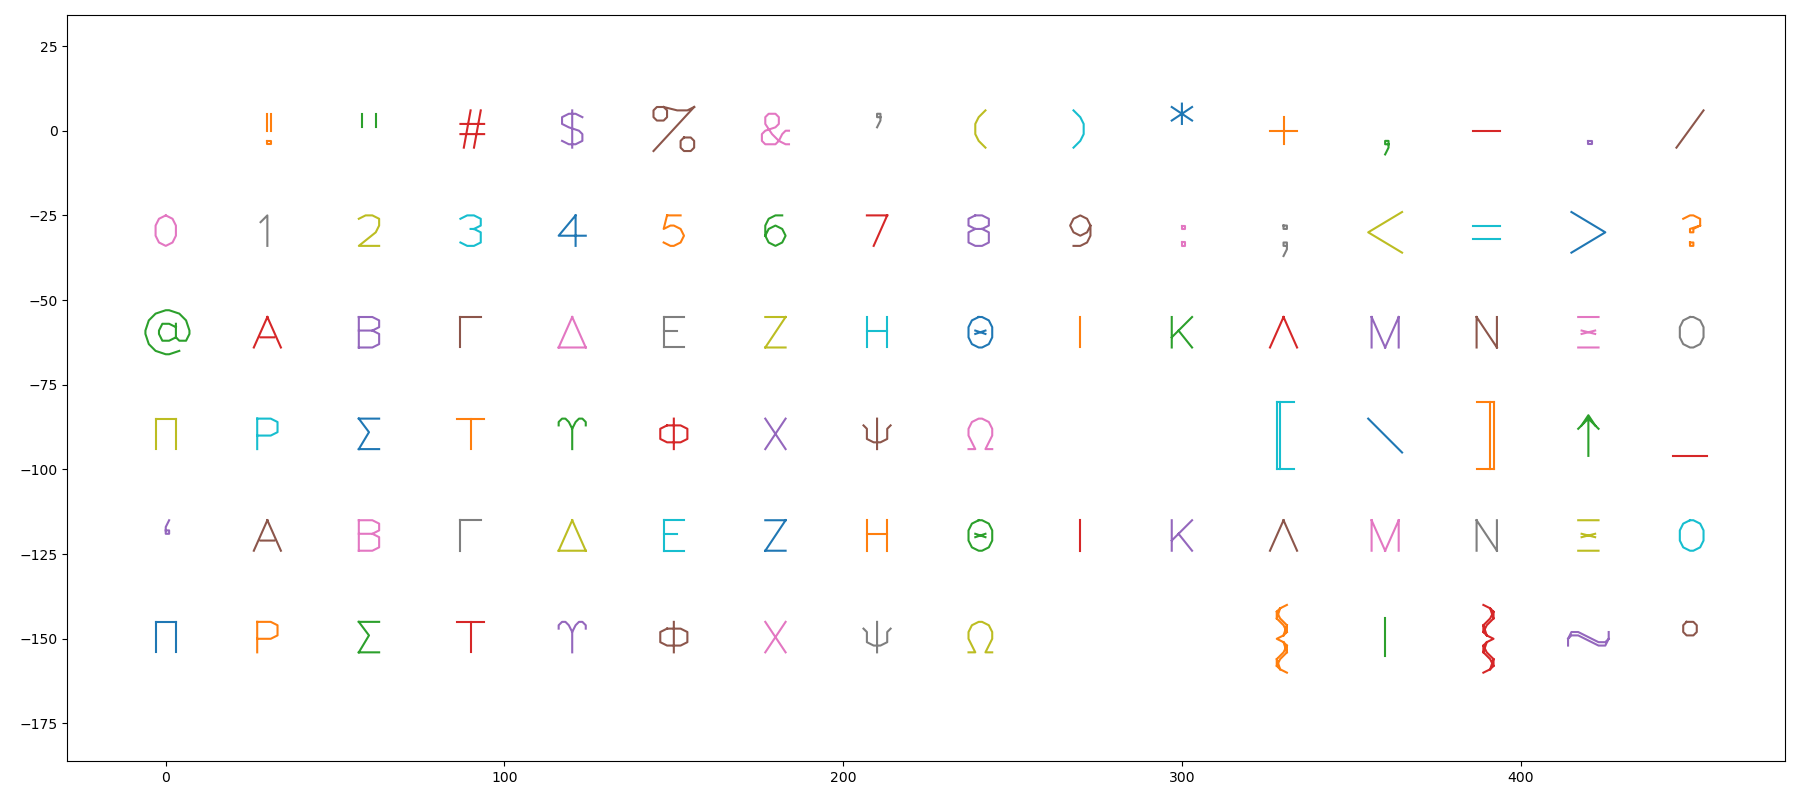 25
! " # $ % & ’ ( ) * + , − . /
0
−25
0 1 2 3 4 5 6 7 8 9 : ; < = > ?
−50
@ Α Β Γ Δ Ε Ζ Η Θ Ι Κ Λ Μ Ν Ξ Ο
−75
Π Ρ Σ Τ ϒ Φ Χ Ψ Ω [ \ ] ↑ _
−100
‘ Α Β Γ Δ Ε Ζ Η Θ Ι Κ Λ Μ Ν Ξ Ο
−125
Π Ρ Σ Τ ϒ Φ Χ Ψ Ω { | } ~ °
−150
−175
0 100 200 300 400